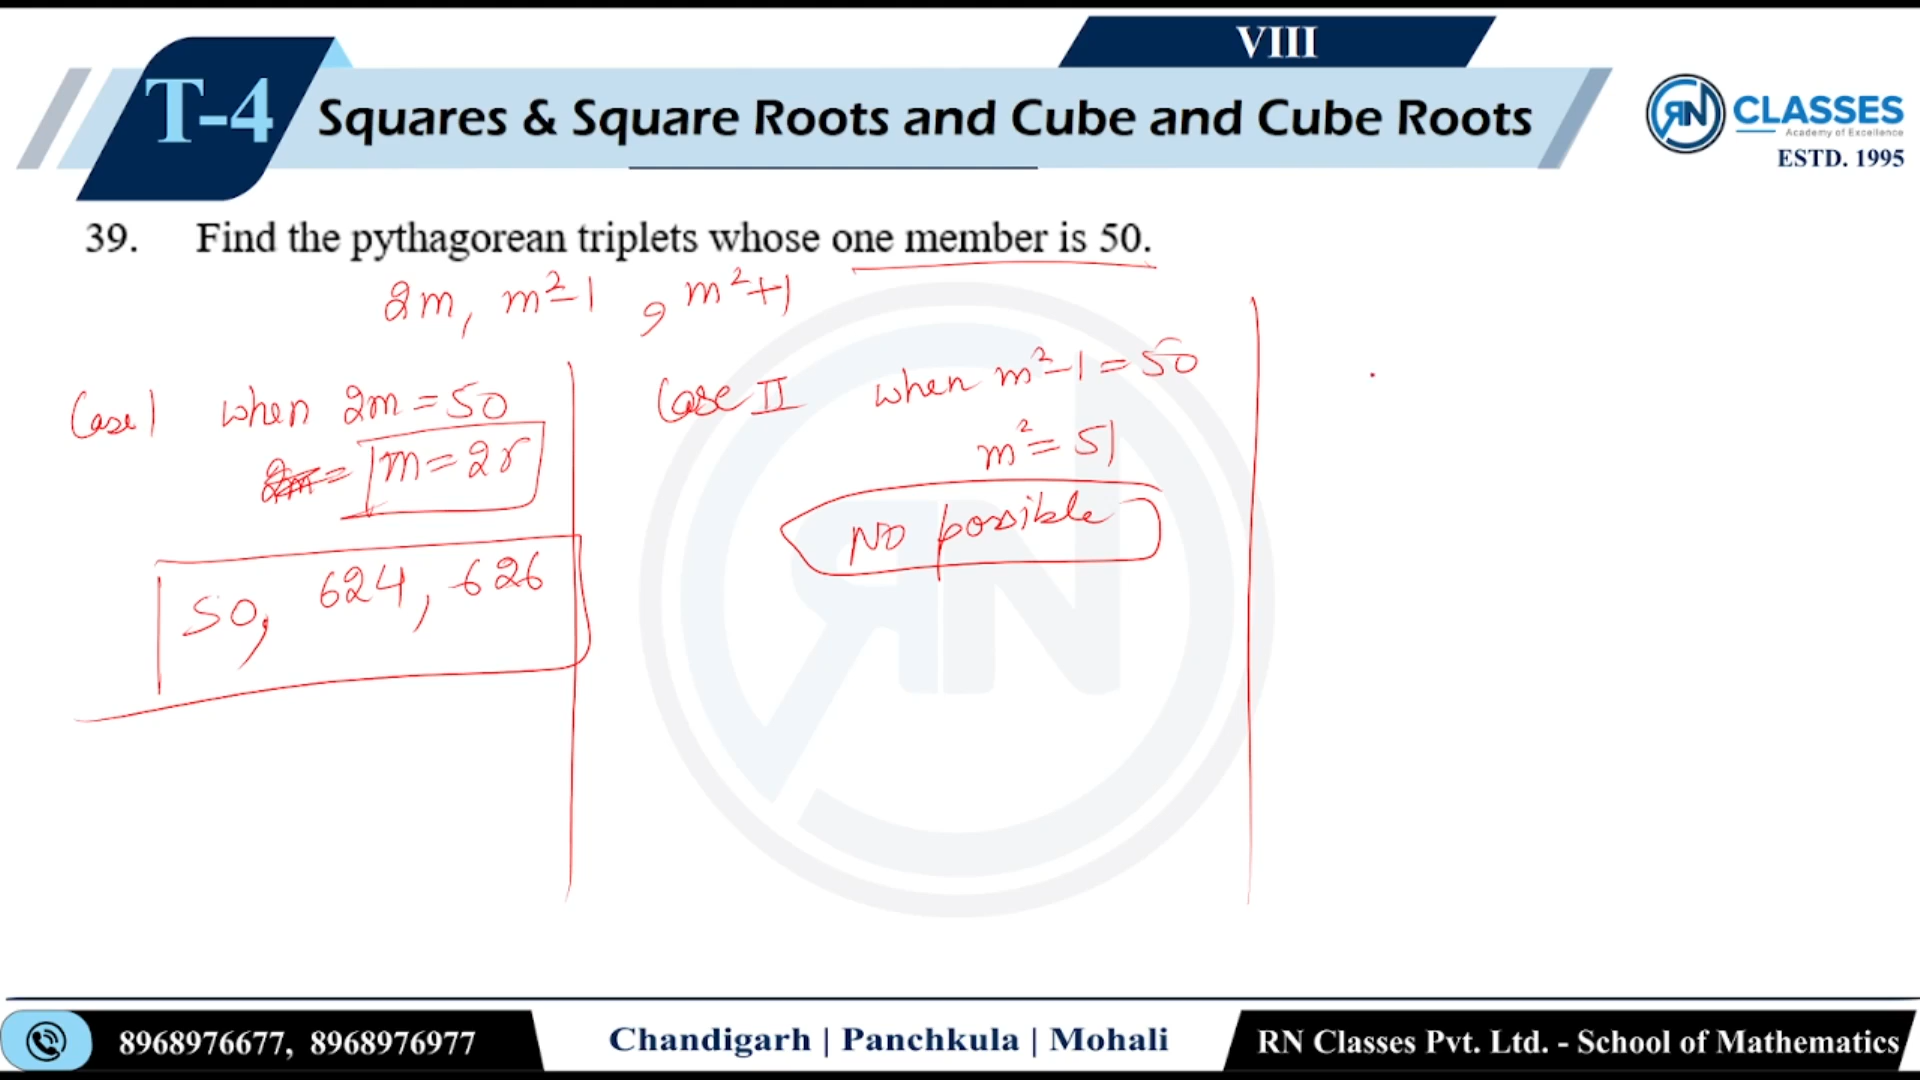 VIII
T-4 Squares & Square Roots and Cube and Cube Roots
RN CLASSES
Academy of Excellence
ESTD. 1995
39. Find the pythagorean triplets whose one member is 50.
2m, m²-1, m²+1
Case I when 2m = 50
m = 25
50, 624, 626
Case II when m²-1 = 50
m² = 51
No possible
8968976677, 8968976977
Chandigarh | Panchkula | Mohali
RN Classes Pvt. Ltd. - School of Mathematics